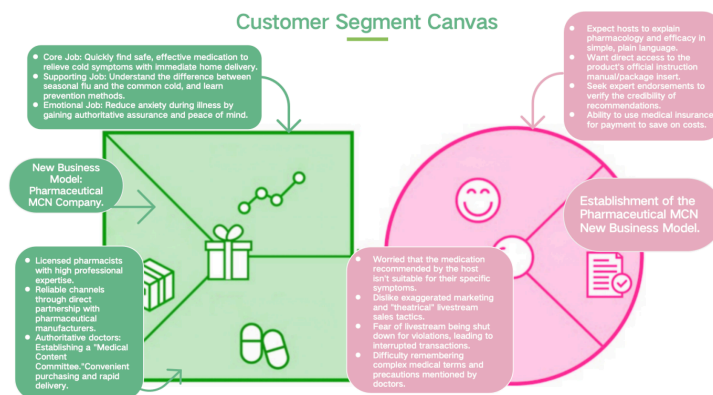 Customer Segment Canvas
Core Job: Quickly find safe, effective medication to
relieve cold symptoms with immediate home delivery.
Supporting Job: Understand the difference between
seasonal flu and the common cold, and learn
prevention methods.
Emotional Job: Reduce anxiety during illness by
gaining authoritative assurance and peace of mind.
Expect hosts to explain
pharmacology and efficacy in
simple, plain language.
Want direct access to the
product's official instruction
manual/package insert.
Seek expert endorsements to
verify the credibility of
recommendations.
Ability to use medical insurance
for payment to save on costs.
New Business
Model:
Pharmaceutical
MCN Company.
Establishment of the
Pharmaceutical MCN
New Business Model.
Licensed pharmacists
with high professional
expertise.
Reliable channels
through direct
partnership with
pharmaceutical
manufacturers.
Authoritative doctors:
Establishing a "Medical
Content
Committee."Convenient
purchasing and rapid
delivery.
Worried that the medication
recommended by the host
isn't suitable for their specific
symptoms.
Dislike exaggerated marketing
and "theatrical" livestream
sales tactics.
Fear of livestream being shut
down for violations, leading to
interrupted transactions.
Difficulty remembering
complex medical terms and
precautions mentioned by
doctors.